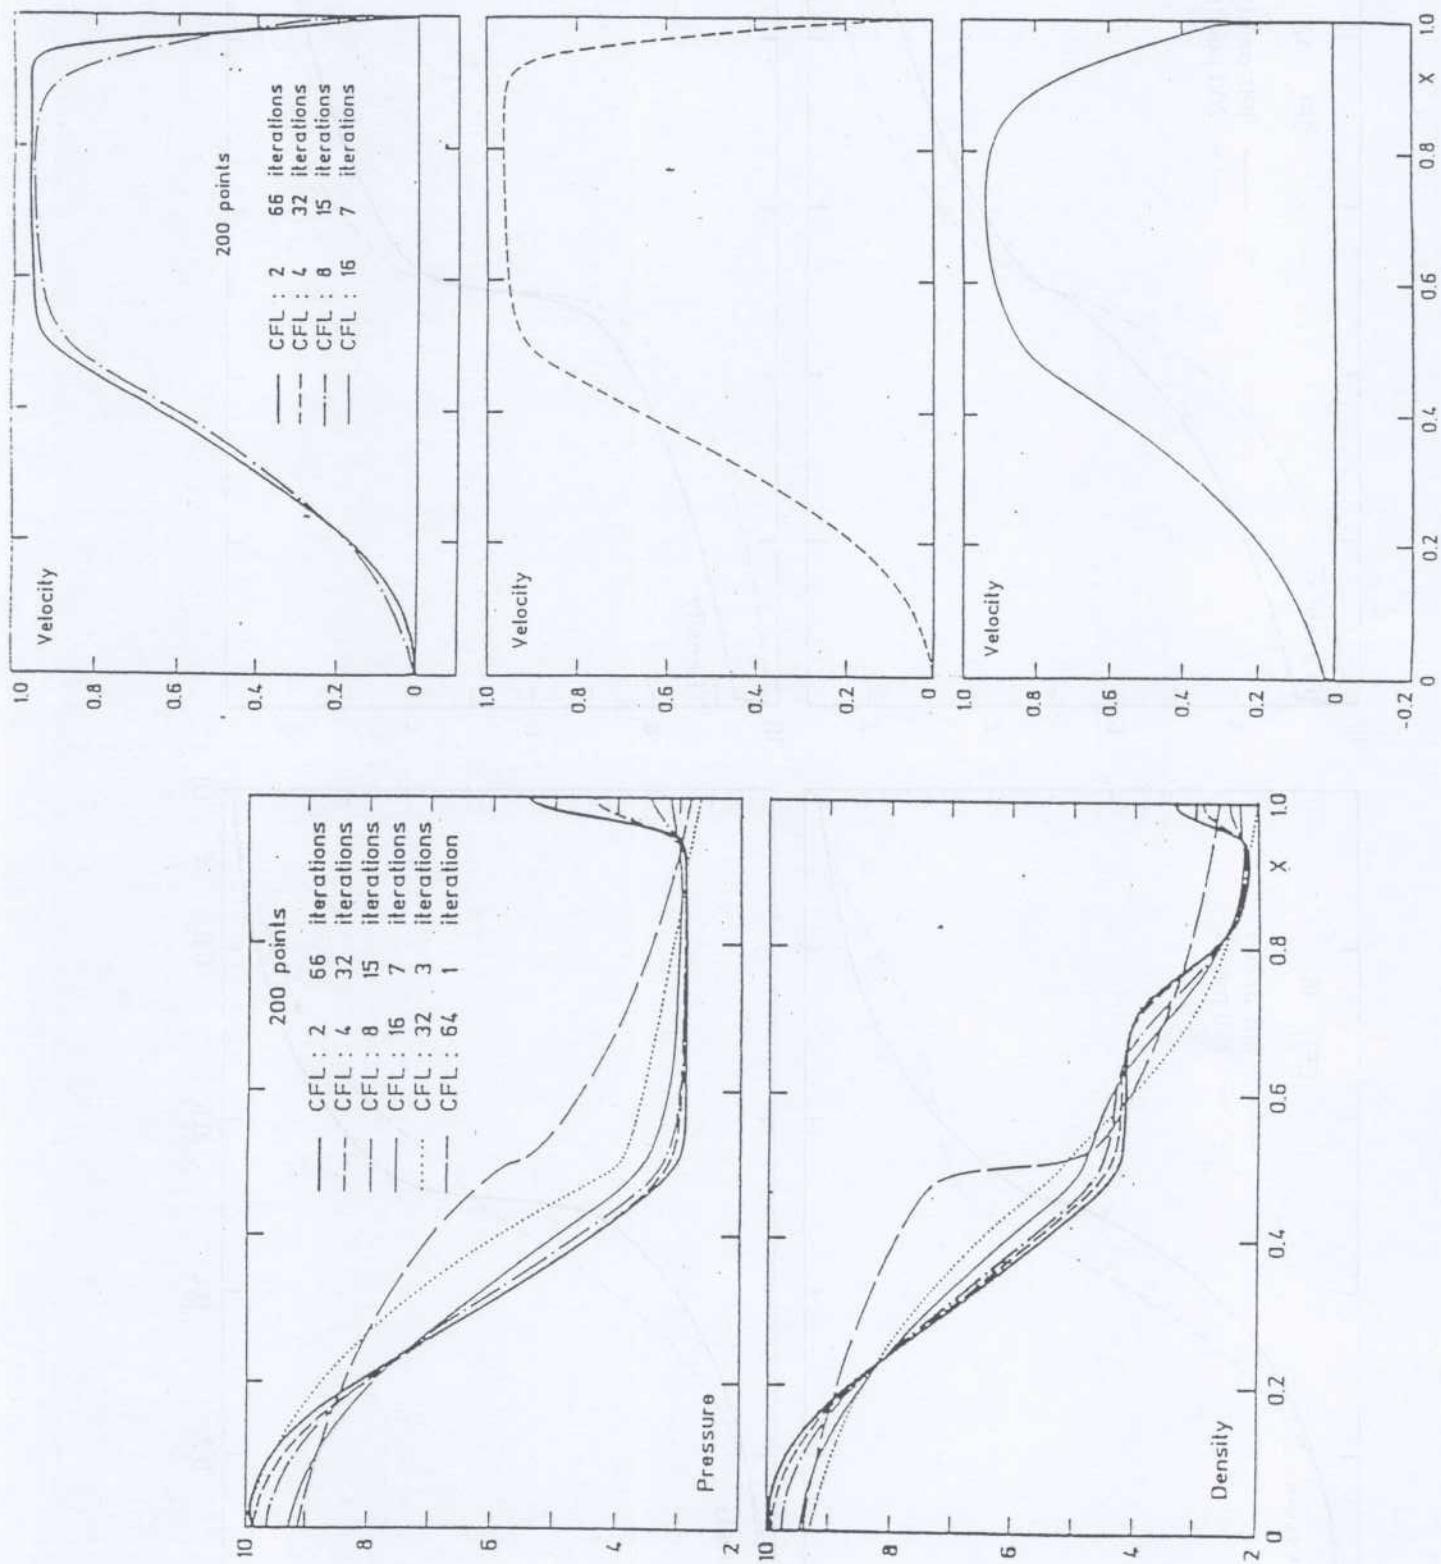 200 points
CFL : 2 66 iterations
CFL : 4 32 iterations
CFL : 8 15 iterations
CFL : 16 7 iterations
CFL : 32 3 iterations
CFL : 64 1 iteration
10
8
6
4
2
Pressure
10
8
6
4
2
Density
0 0.2 0.4 0.6 0.8 X 1.0
1.0
0.8
0.6
0.4
0.2
0
Velocity
200 points
CFL : 2 66 iterations
CFL : 4 32 iterations
CFL : 8 15 iterations
CFL : 16 7 iterations
1.0
0.8
0.6
0.4
0.2
0
Velocity
1.0
0.8
0.6
0.4
0.2
0
-0.2
Velocity
0 0.2 0.4 0.6 0.8 X 1.0